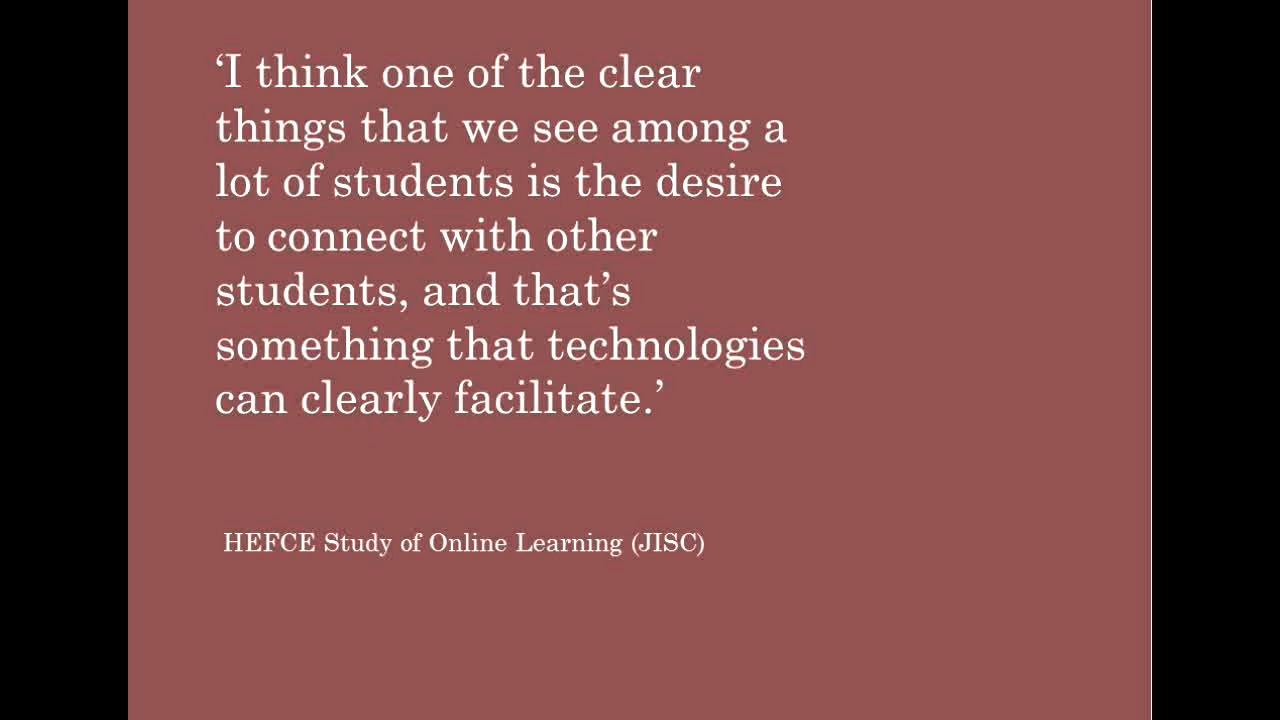 ‘I think one of the clear
things that we see among a
lot of students is the desire
to connect with other
students, and that’s
something that technologies
can clearly facilitate.’
HEFCE Study of Online Learning (JISC)